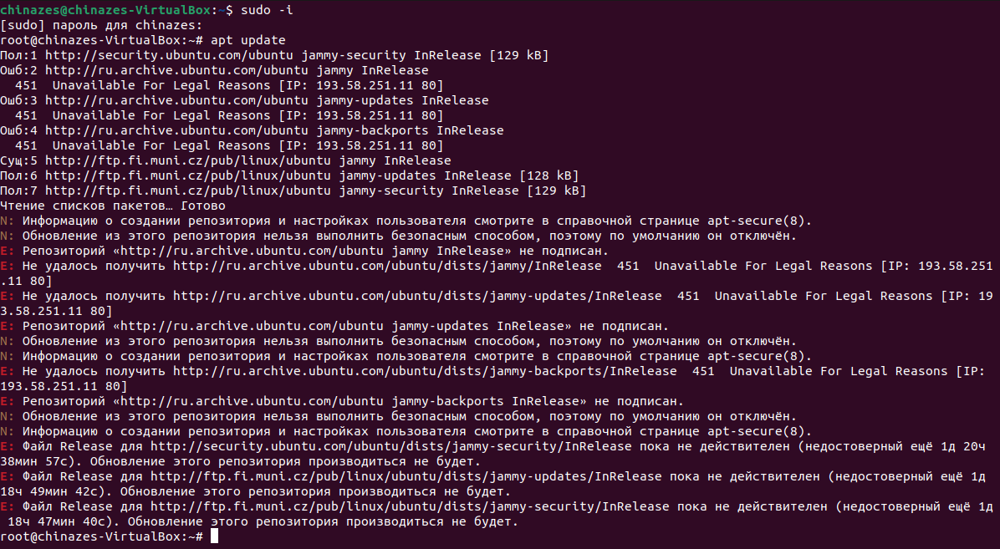 chinazes@chinazes-VirtualBox:~$ sudo -i
[sudo] пароль для chinazes:
root@chinazes-VirtualBox:~# apt update
Пол:1 http://security.ubuntu.com/ubuntu jammy-security InRelease [129 kB]
Ошб:2 http://ru.archive.ubuntu.com/ubuntu jammy InRelease
  451  Unavailable For Legal Reasons [IP: 193.58.251.11 80]
Ошб:3 http://ru.archive.ubuntu.com/ubuntu jammy-updates InRelease
  451  Unavailable For Legal Reasons [IP: 193.58.251.11 80]
Ошб:4 http://ru.archive.ubuntu.com/ubuntu jammy-backports InRelease
  451  Unavailable For Legal Reasons [IP: 193.58.251.11 80]
Сущ:5 http://ftp.fi.muni.cz/pub/linux/ubuntu jammy InRelease
Пол:6 http://ftp.fi.muni.cz/pub/linux/ubuntu jammy-updates InRelease [128 kB]
Пол:7 http://ftp.fi.muni.cz/pub/linux/ubuntu jammy-security InRelease [129 kB]
Чтение списков пакетов… Готово
N: Информацию о создании репозитория и настройках пользователя смотрите в справочной странице apt-secure(8).
N: Обновление из этого репозитория нельзя выполнить безопасным способом, поэтому по умолчанию он отключён.
E: Репозиторий «http://ru.archive.ubuntu.com/ubuntu jammy InRelease» не подписан.
E: Не удалось получить http://ru.archive.ubuntu.com/ubuntu/dists/jammy/InRelease  451  Unavailable For Legal Reasons [IP: 193.58.251
.11 80]
E: Не удалось получить http://ru.archive.ubuntu.com/ubuntu/dists/jammy-updates/InRelease  451  Unavailable For Legal Reasons [IP: 19
3.58.251.11 80]
E: Репозиторий «http://ru.archive.ubuntu.com/ubuntu jammy-updates InRelease» не подписан.
N: Обновление из этого репозитория нельзя выполнить безопасным способом, поэтому по умолчанию он отключён.
N: Информацию о создании репозитория и настройках пользователя смотрите в справочной странице apt-secure(8).
E: Не удалось получить http://ru.archive.ubuntu.com/ubuntu/dists/jammy-backports/InRelease  451  Unavailable For Legal Reasons [IP:
193.58.251.11 80]
E: Репозиторий «http://ru.archive.ubuntu.com/ubuntu jammy-backports InRelease» не подписан.
N: Обновление из этого репозитория нельзя выполнить безопасным способом, поэтому по умолчанию он отключён.
N: Информацию о создании репозитория и настройках пользователя смотрите в справочной странице apt-secure(8).
E: Файл Release для http://security.ubuntu.com/ubuntu/dists/jammy-security/InRelease пока не действителен (недостоверный ещё 1д 20ч
38мин 57с). Обновление этого репозитория производиться не будет.
E: Файл Release для http://ftp.fi.muni.cz/pub/linux/ubuntu/dists/jammy-updates/InRelease пока не действителен (недостоверный ещё 1д
18ч 49мин 42с). Обновление этого репозитория производиться не будет.
E: Файл Release для http://ftp.fi.muni.cz/pub/linux/ubuntu/dists/jammy-security/InRelease пока не действителен (недостоверный ещё 1д
 18ч 47мин 40с). Обновление этого репозитория производиться не будет.
root@chinazes-VirtualBox:~#